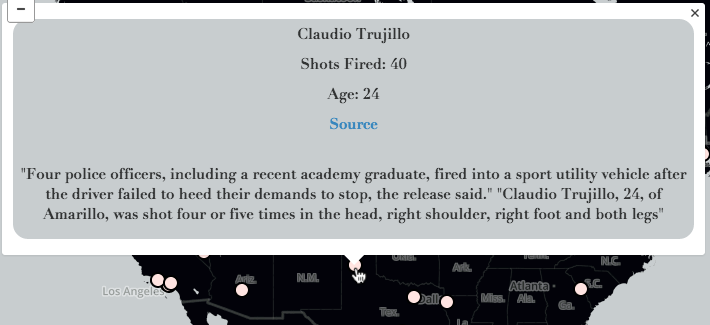 −
×
Claudio Trujillo
Shots Fired: 40
Age: 24
Source
"Four police officers, including a recent academy graduate, fired into a sport utility vehicle after
the driver failed to heed their demands to stop, the release said." "Claudio Trujillo, 24, of
Amarillo, was shot four or five times in the head, right shoulder, right foot and both legs"
Okla.
N.C.
Ariz.
N.M.
Ark.
Los Angeles
Atlanta
S.C.
Dall
Miss.
Ala.
Ga.
Tex.
La